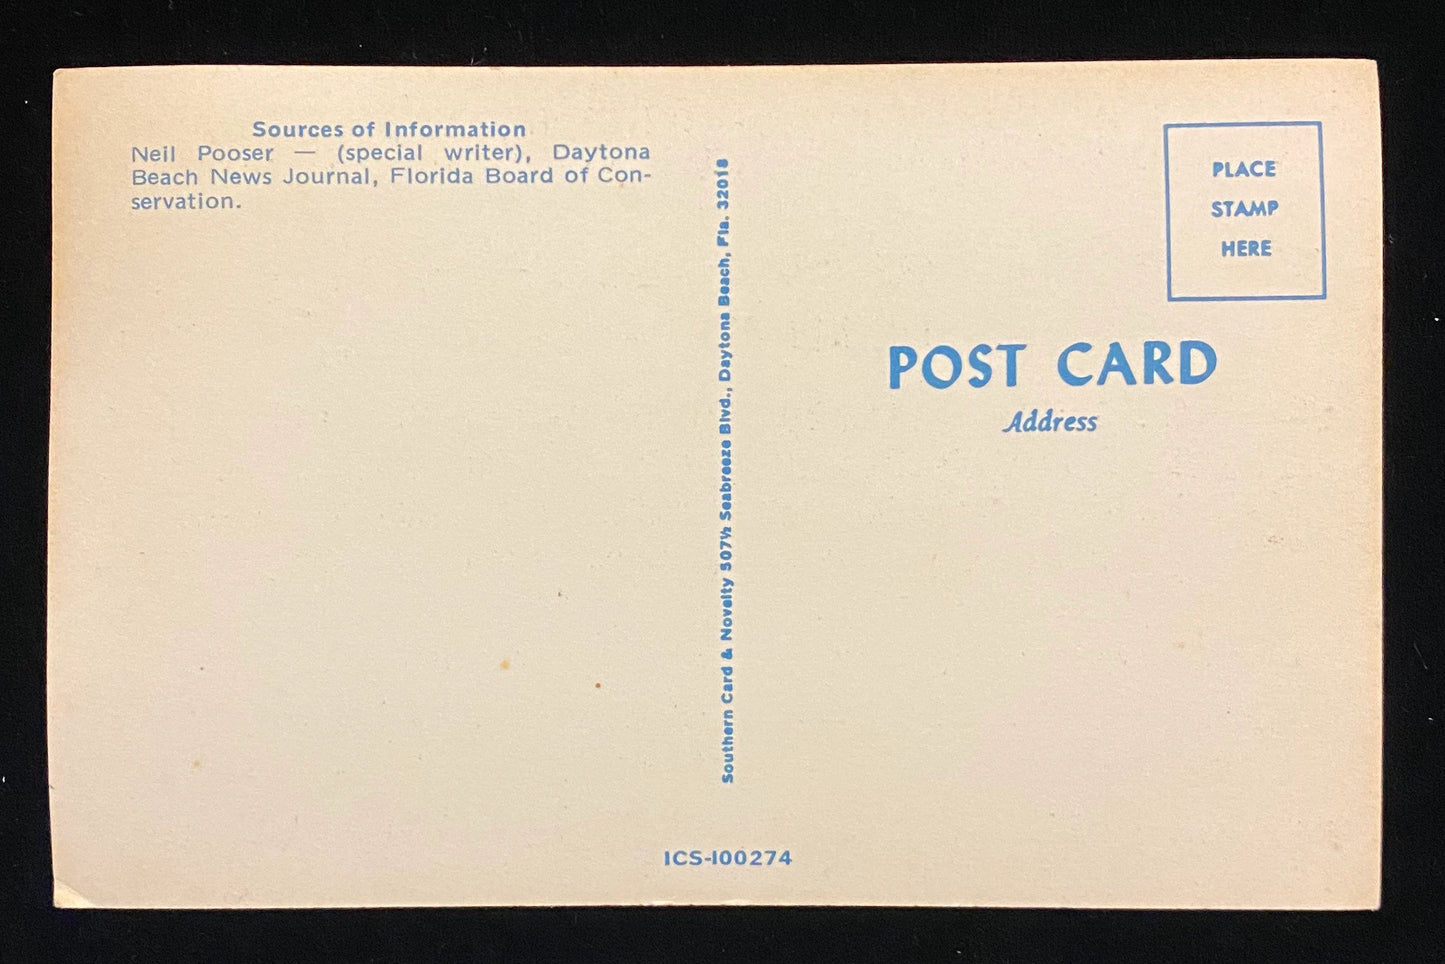 Sources of Information
Neil Pooser — (special writer), Daytona
Beach News Journal, Florida Board of Con-
servation.
Southern Card & Novelty 507½ Seabreeze Blvd., Daytona Beach, Fla. 32018
PLACE
STAMP
HERE
POST CARD
Address
ICS-100274